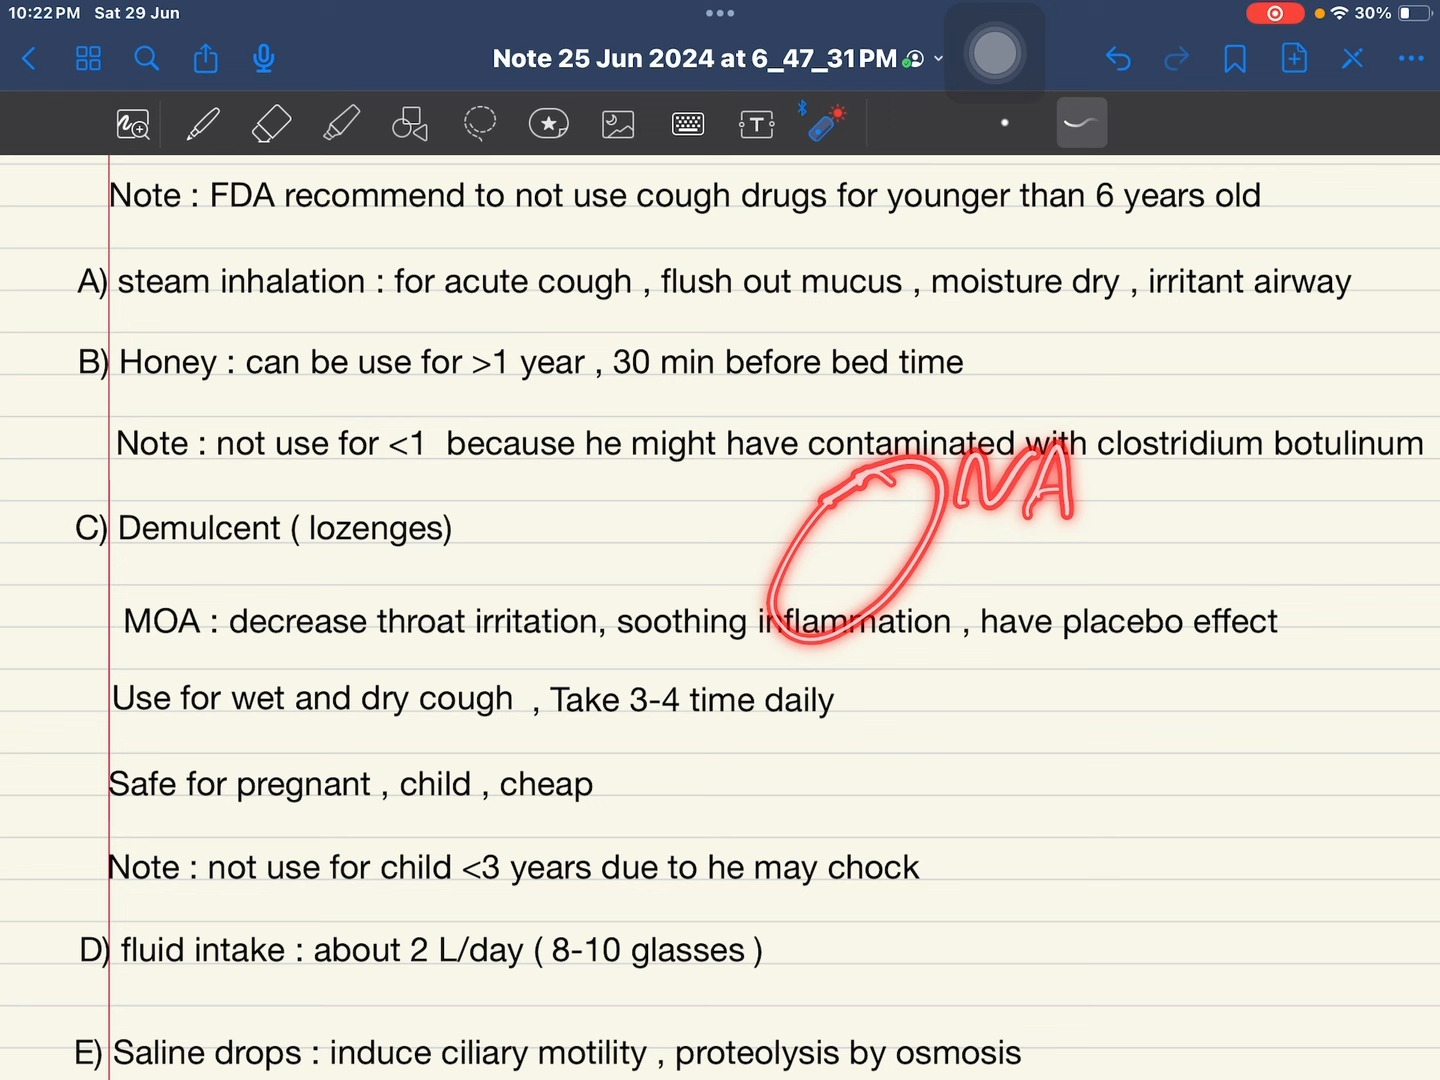 10:22 PM Sat 29 Jun
30%
Note 25 Jun 2024 at 6_47_31 PM
Note : FDA recommend to not use cough drugs for younger than 6 years old
A) steam inhalation : for acute cough , flush out mucus , moisture dry , irritant airway
B) Honey : can be use for >1 year , 30 min before bed time
Note : not use for <1 because he might have contaminated with clostridium botulinum
NA
C) Demulcent ( lozenges)
MOA : decrease throat irritation, soothing inflammation , have placebo effect
Use for wet and dry cough , Take 3-4 time daily
Safe for pregnant , child , cheap
Note : not use for child <3 years due to he may chock
D) fluid intake : about 2 L/day ( 8-10 glasses )
E) Saline drops : induce ciliary motility , proteolysis by osmosis